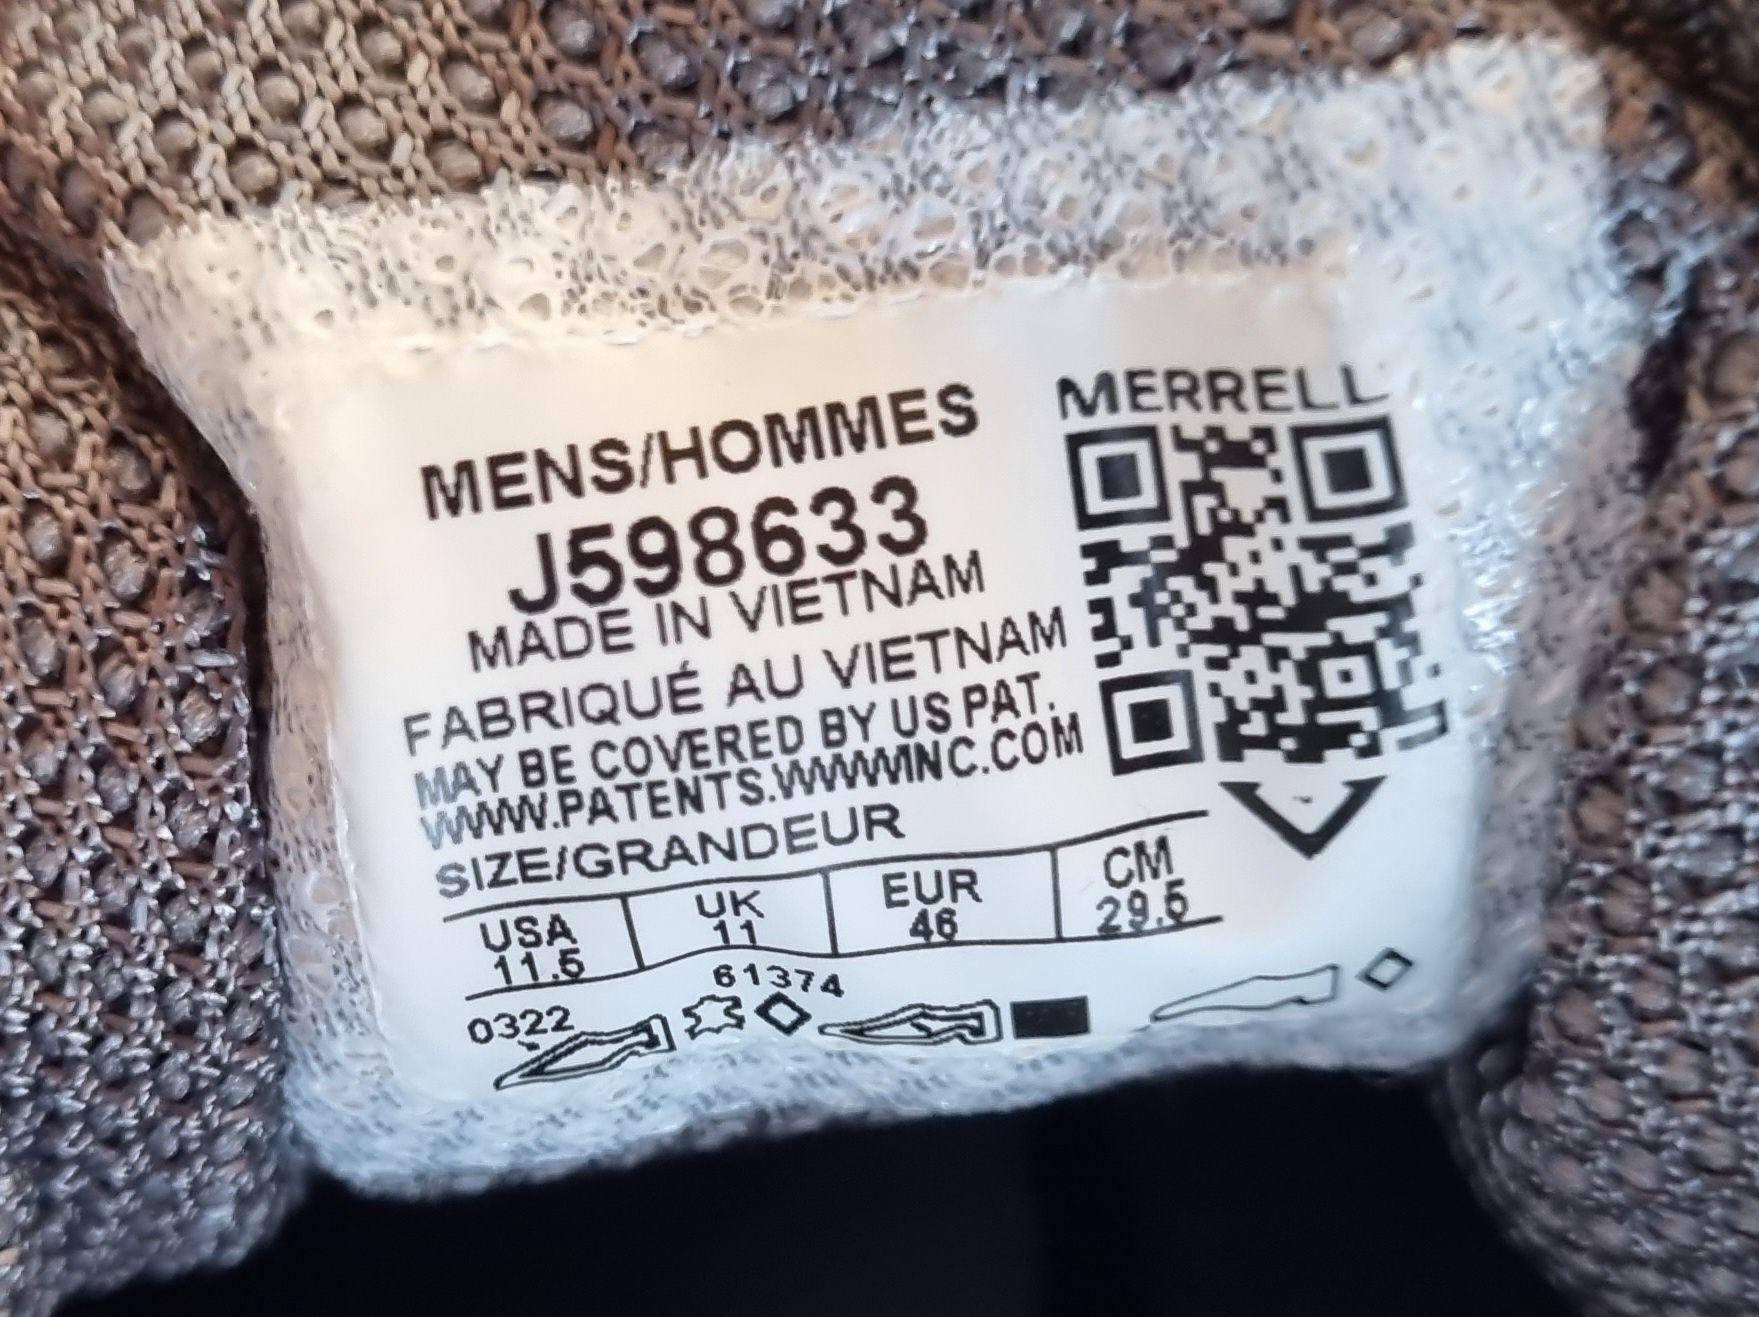 MERRELL
MENS/HOMMES
J598633
MADE IN VIETNAM
FABRIQUÉ AU VIETNAM
MAY BE COVERED BY US PAT.
WWW.PATENTS.WWWINC.COM
SIZE/GRANDEUR
USA UK EUR CM
11.5 11 46 29.5
61374
0322